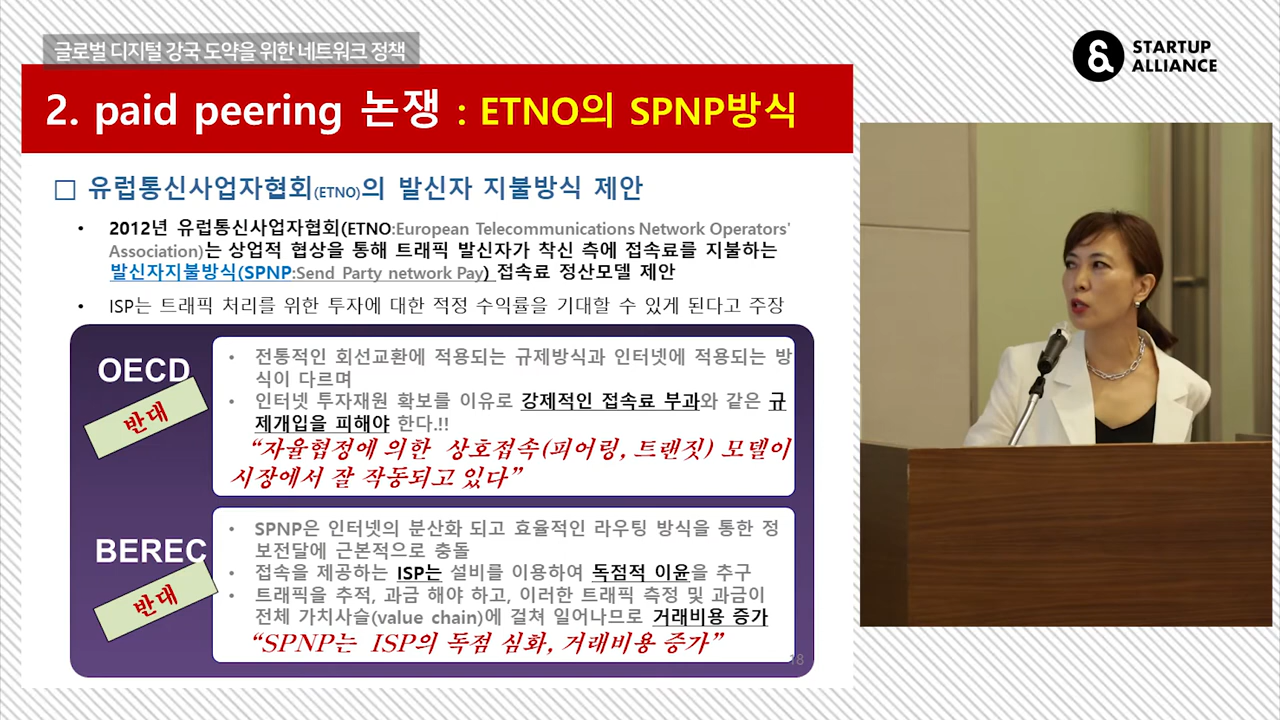 글로벌 디지털 강국 도약을 위한 네트워크 정책
STARTUP
ALLIANCE
2. paid peering 논쟁 : ETNO의 SPNP방식
□ 유럽통신사업자협회(ETNO)의 발신자 지불방식 제안
• 2012년 유럽통신사업자협회(ETNO:European Telecommunications Network Operators'
Association)는 상업적 협상을 통해 트래픽 발신자가 착신 측에 접속료를 지불하는
발신자지불방식(SPNP:Send Party network Pay) 접속료 정산모델 제안
• ISP는 트래픽 처리를 위한 투자에 대한 적정 수익률을 기대할 수 있게 된다고 주장
OECD
반대
• 전통적인 회선교환에 적용되는 규제방식과 인터넷에 적용되는 방
식이 다르며
• 인터넷 투자재원 확보를 이유로 강제적인 접속료 부과와 같은 규
제개입을 피해야 한다.!!
“자율협정에 의한 상호접속(피어링, 트랜짓) 모델이
시장에서 잘 작동되고 있다”
BEREC
반대
• SPNP은 인터넷의 분산화 되고 효율적인 라우팅 방식을 통한 정
보전달에 근본적으로 충돌
• 접속을 제공하는 ISP는 설비를 이용하여 독점적 이윤을 추구
• 트래픽을 추적, 과금 해야 하고, 이러한 트래픽 측정 및 과금이
전체 가치사슬(value chain)에 걸쳐 일어나므로 거래비용 증가
“SPNP는 ISP의 독점 심화, 거래비용 증가”
18